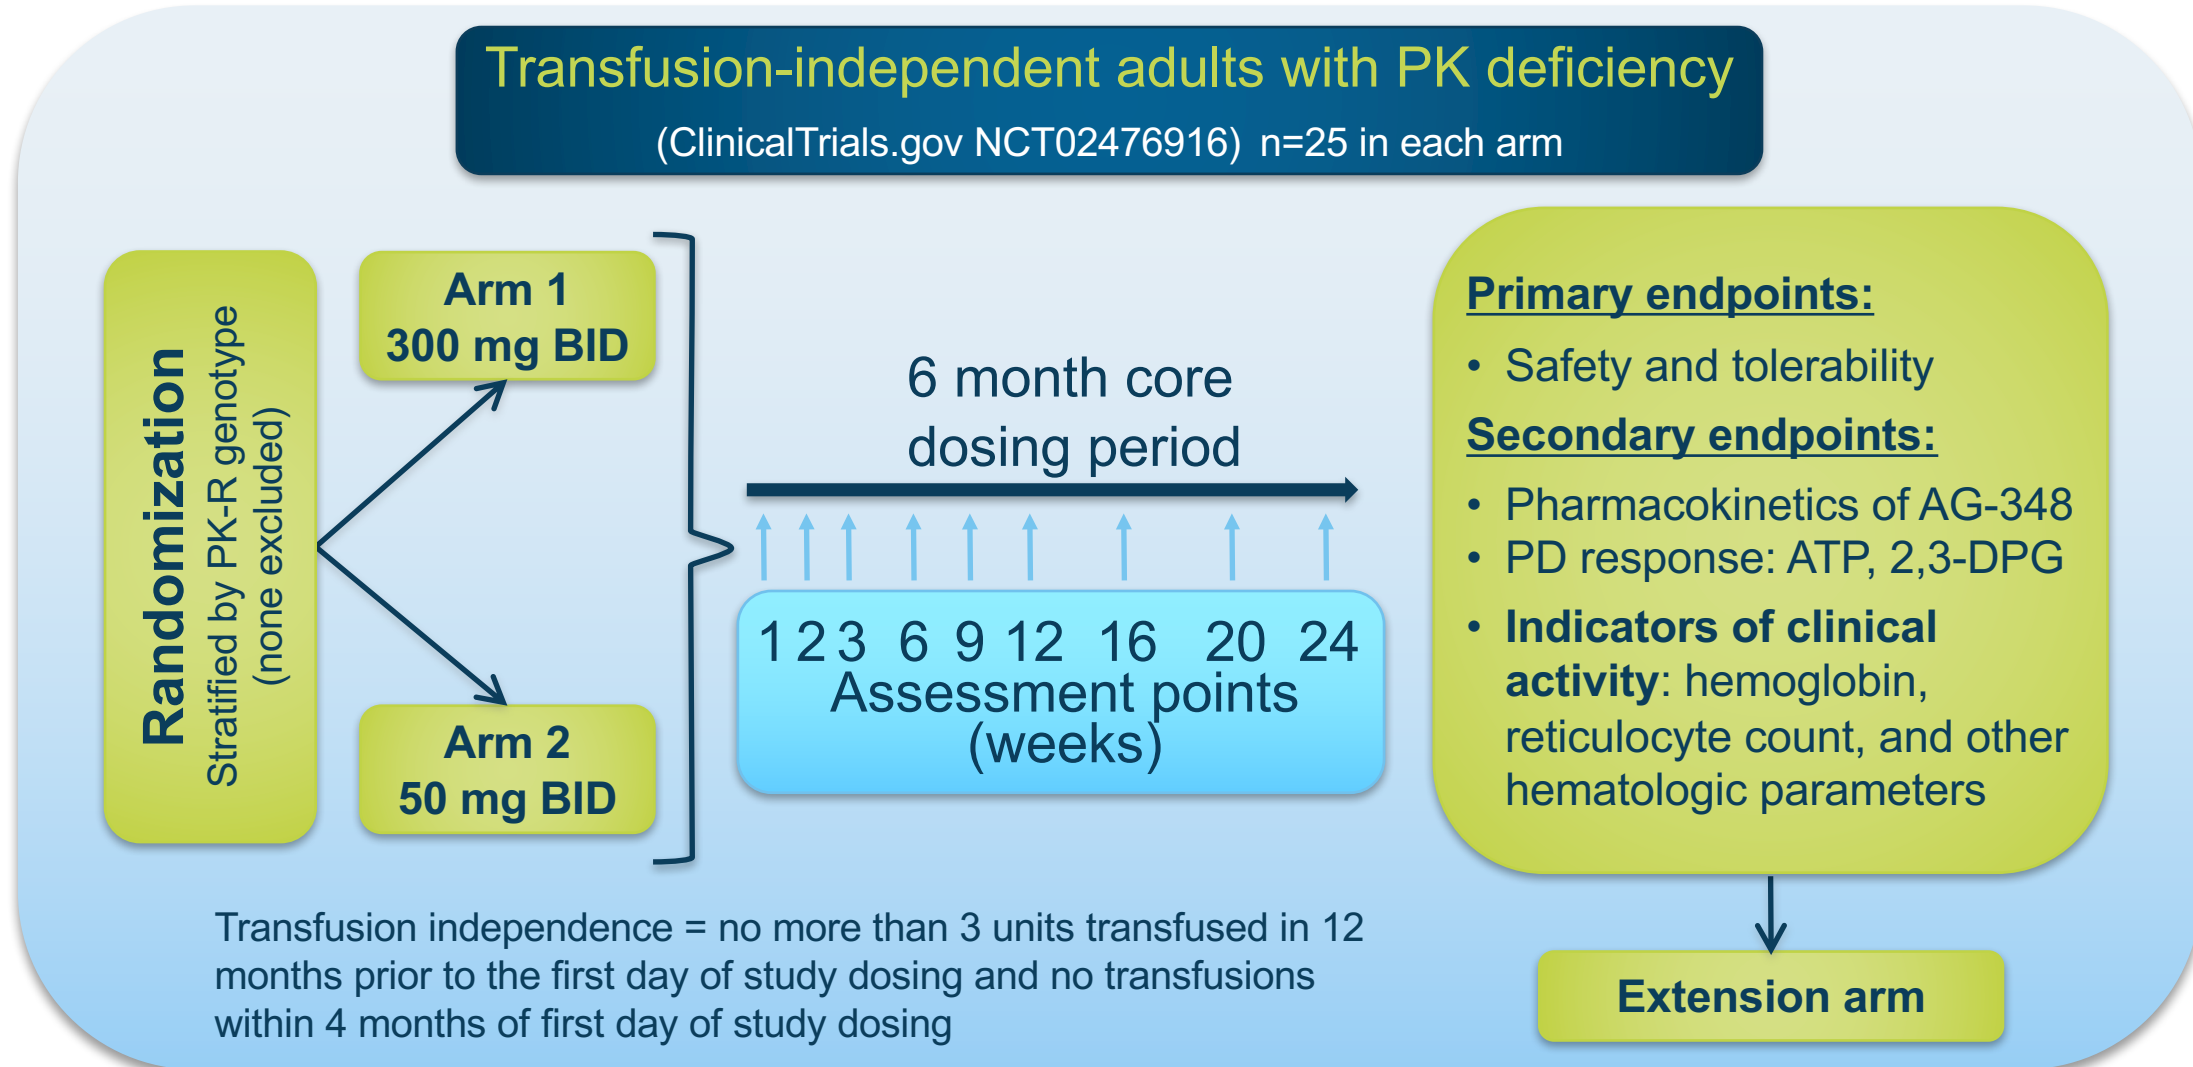 Transfusion-independent adults with PK deficiency
(ClinicalTrials.gov NCT02476916) n=25 in each arm
Randomization
Stratified by PK-R genotype
(none excluded)
Arm 1
300 mg BID
Arm 2
50 mg BID
6 month core
dosing period
1 2 3 6 9 12 16 20 24
Assessment points
(weeks)
Primary endpoints:
• Safety and tolerability
Secondary endpoints:
• Pharmacokinetics of AG-348
• PD response: ATP, 2,3-DPG
• Indicators of clinical
activity: hemoglobin,
reticulocyte count, and other
hematologic parameters
Extension arm
Transfusion independence = no more than 3 units transfused in 12
months prior to the first day of study dosing and no transfusions
within 4 months of first day of study dosing